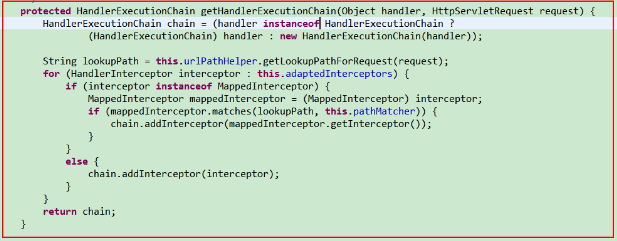 protected HandlerExecutionChain getHandlerExecutionChain(Object handler, HttpServletRequest request) {
HandlerExecutionChain chain = (handler instanceof HandlerExecutionChain ?
(HandlerExecutionChain) handler : new HandlerExecutionChain(handler));
String lookupPath = this.urlPathHelper.getLookupPathForRequest(request);
for (HandlerInterceptor interceptor : this.adaptedInterceptors) {
if (interceptor instanceof MappedInterceptor) {
MappedInterceptor mappedInterceptor = (MappedInterceptor) interceptor;
if (mappedInterceptor.matches(lookupPath, this.pathMatcher)) {
chain.addInterceptor(mappedInterceptor.getInterceptor());
}
}
else {
chain.addInterceptor(interceptor);
}
}
return chain;
}